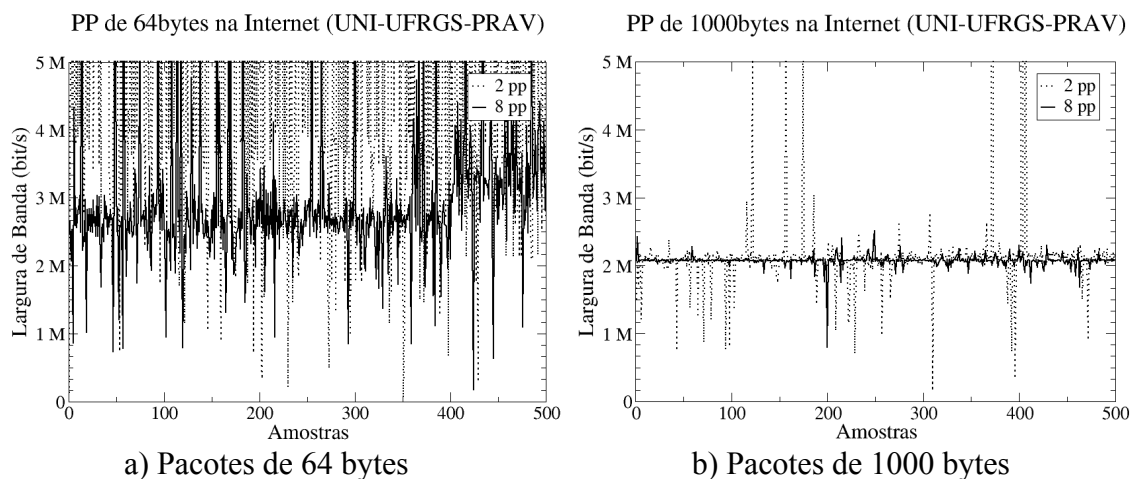 PP de 64bytes na Internet (UNI-UFRGS-PRAV)
5 M
4 M
3 M
2 M
1 M
0
Largura de Banda (bit/s)
2 pp
8 pp
0 100 200 300 400 500
Amostras
a) Pacotes de 64 bytes
PP de 1000bytes na Internet (UNI-UFRGS-PRAV)
5 M
4 M
3 M
2 M
1 M
0
Largura de Banda (bit/s)
2 pp
8 pp
0 100 200 300 400 500
Amostras
b) Pacotes de 1000 bytes